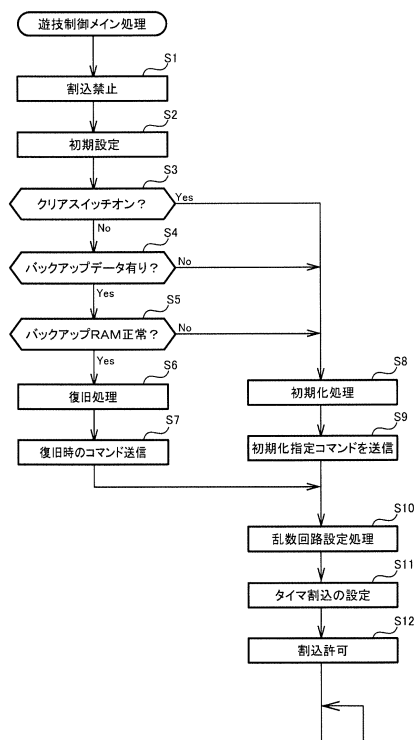 遊技制御メイン処理
S1
割込禁止
S2
初期設定
S3
クリアスイッチオン?
Yes
No
S4
バックアップデータ有り?
No
Yes
S5
バックアップRAM正常?
No
Yes
S6
復旧処理
S7
復旧時のコマンド送信
S8
初期化処理
S9
初期化指定コマンドを送信
S10
乱数回路設定処理
S11
タイマ割込の設定
S12
割込許可